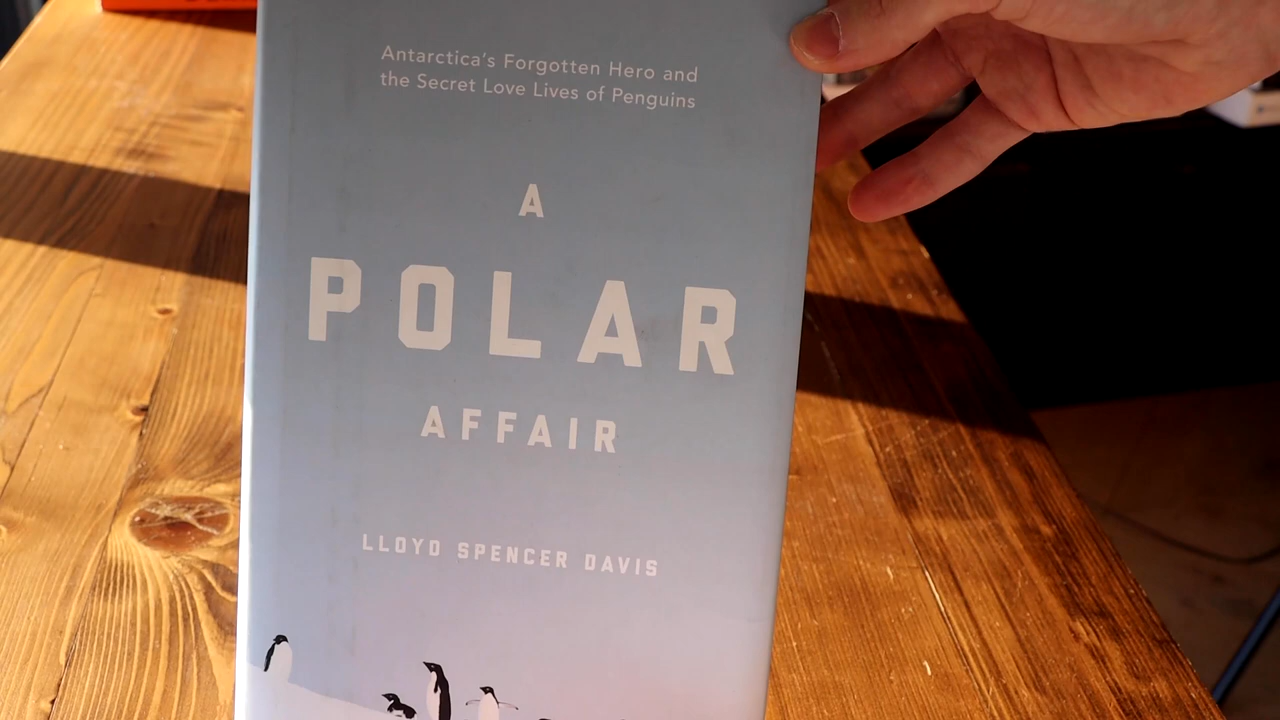 Antarctica's Forgotten Hero and
the Secret Love Lives of Penguins
A
POLAR
AFFAIR
LLOYD SPENCER DAVIS